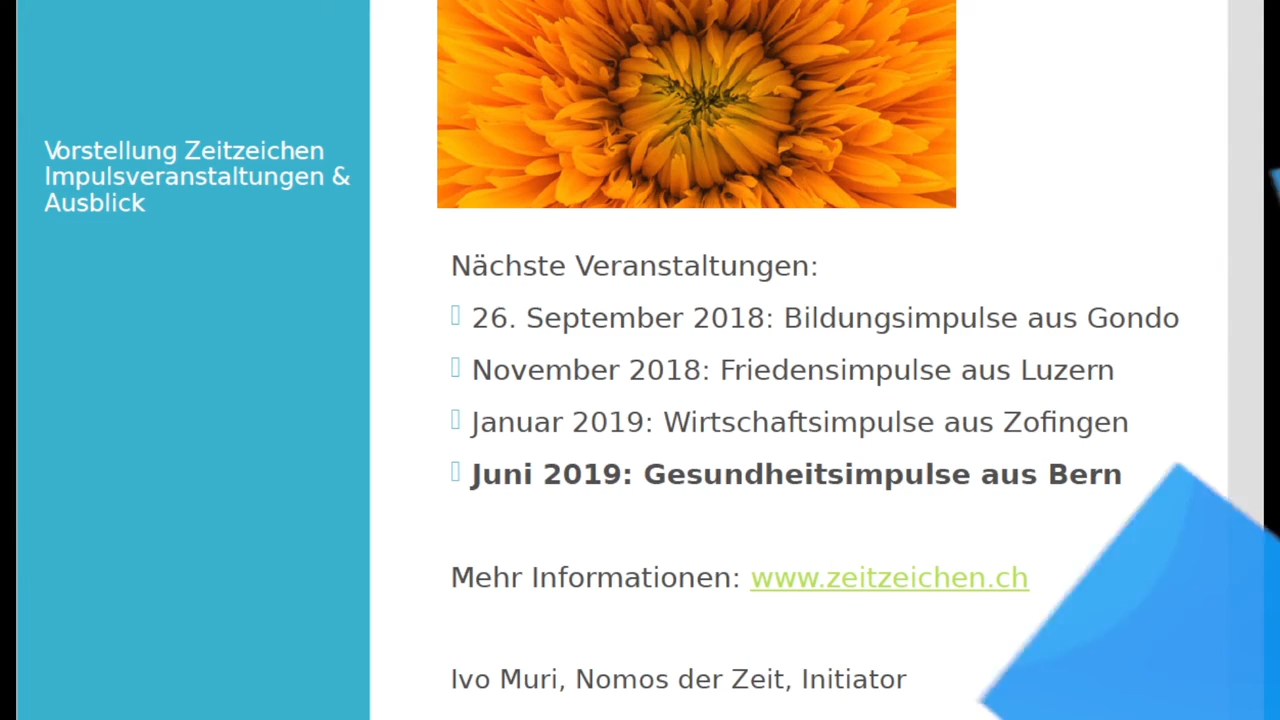 Vorstellung Zeitzeichen
Impulsveranstaltungen &
Ausblick
Nächste Veranstaltungen:
26. September 2018: Bildungsimpulse aus Gondo
November 2018: Friedensimpulse aus Luzern
Januar 2019: Wirtschaftsimpulse aus Zofingen
Juni 2019: Gesundheitsimpulse aus Bern
Mehr Informationen: www.zeitzeichen.ch
Ivo Muri, Nomos der Zeit, Initiator